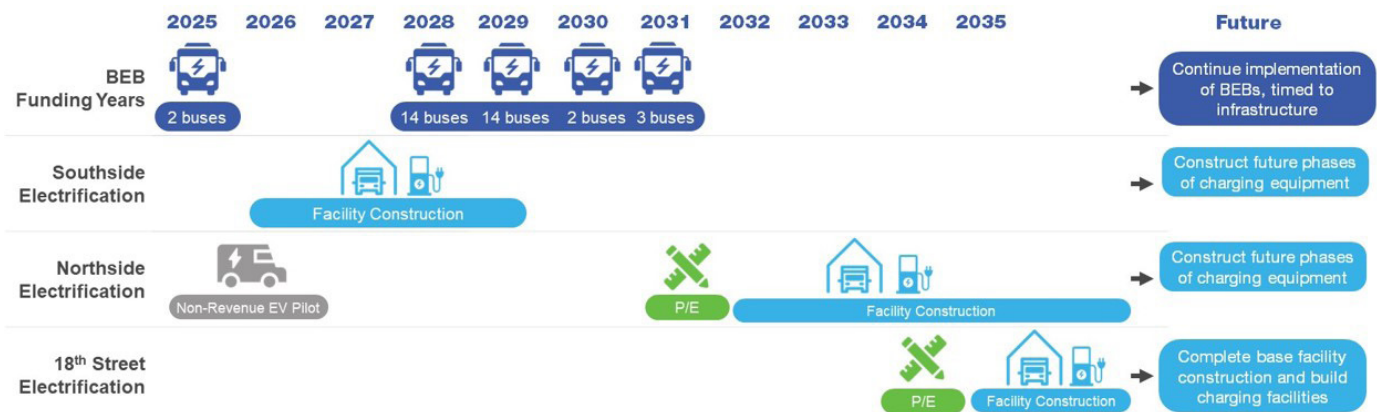 2025 2026 2027 2028 2029 2030 2031 2032 2033 2034 2035 Future
BEB
Funding Years
2 buses 14 buses 14 buses 2 buses 3 buses
Continue implementation
of BEBs, timed to
infrastructure
Southside
Electrification
Facility Construction
Construct future phases
of charging equipment
Northside
Electrification
Non-Revenue EV Pilot P/E Facility Construction
Construct future phases
of charging equipment
18th Street
Electrification
P/E Facility Construction
Complete base facility
construction and build
charging facilities